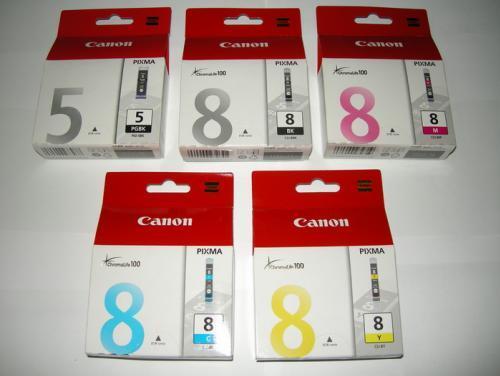 Canon
PIXMA
5
5
PGBK
Canon
ChromaLife100
PIXMA
8
8
BK
Canon
ChromaLife100
PIXMA
8
8
M
Canon
ChromaLife100
PIXMA
8
8
C
Canon
ChromaLife100
PIXMA
8
8
Y